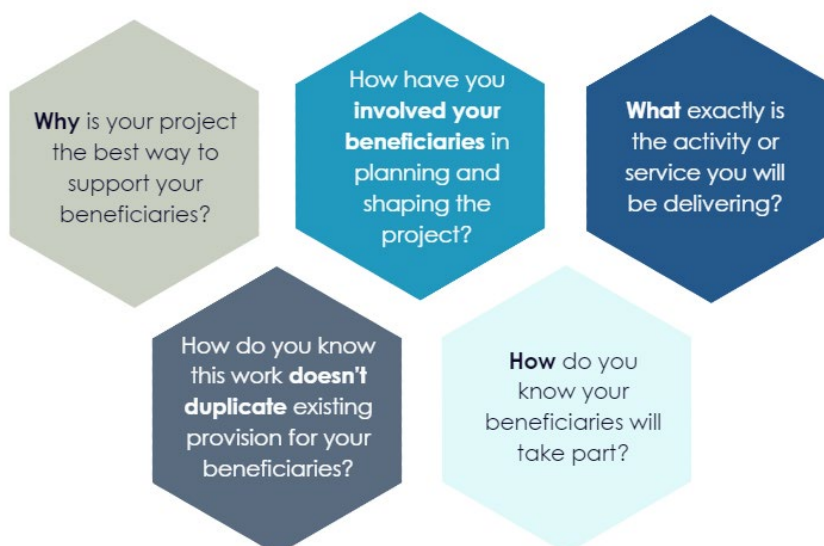 Why is your project
the best way to
support your
beneficiaries?
How have you
involved your
beneficiaries in
planning and
shaping the
project?
What exactly is
the activity or
service you will
be delivering?
How do you know
this work doesn't
duplicate existing
provision for your
beneficiaries?
How do you
know your
beneficiaries will
take part?